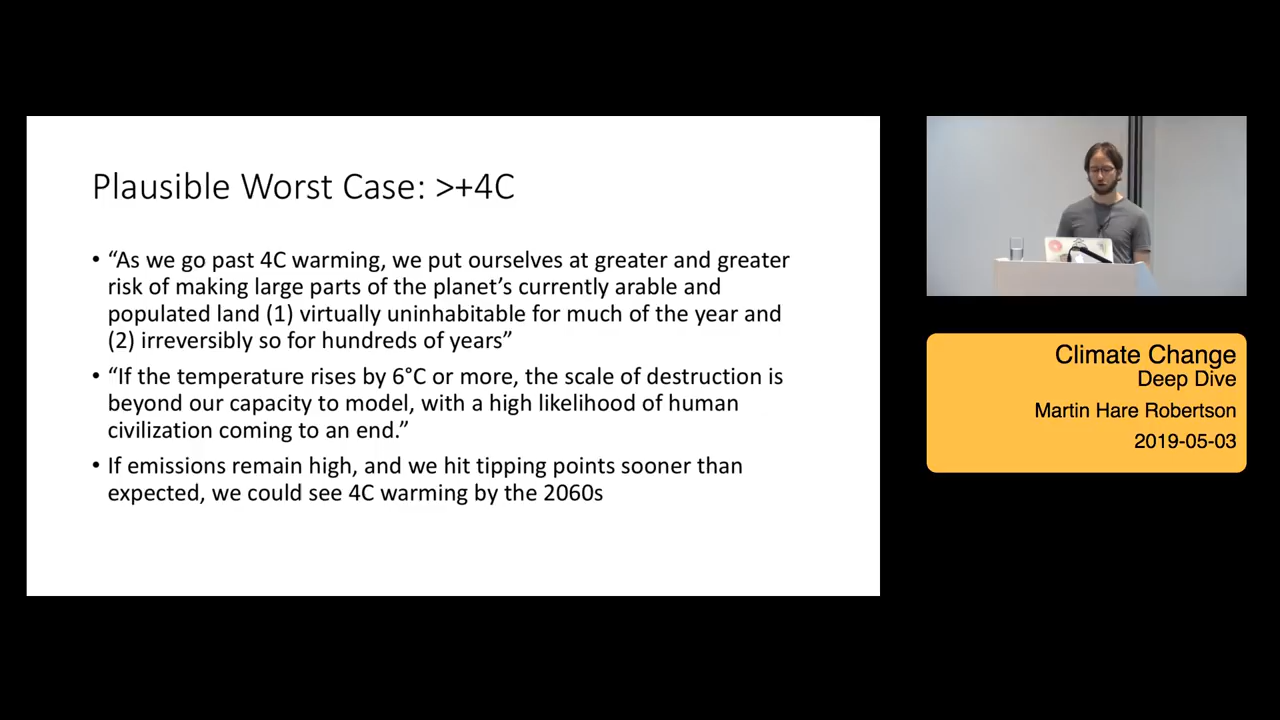 Plausible Worst Case: >+4C
• “As we go past 4C warming, we put ourselves at greater and greater
risk of making large parts of the planet’s currently arable and
populated land (1) virtually uninhabitable for much of the year and
(2) irreversibly so for hundreds of years”
• “If the temperature rises by 6°C or more, the scale of destruction is
beyond our capacity to model, with a high likelihood of human
civilization coming to an end.”
• If emissions remain high, and we hit tipping points sooner than
expected, we could see 4C warming by the 2060s
Climate Change
Deep Dive
Martin Hare Robertson
2019-05-03